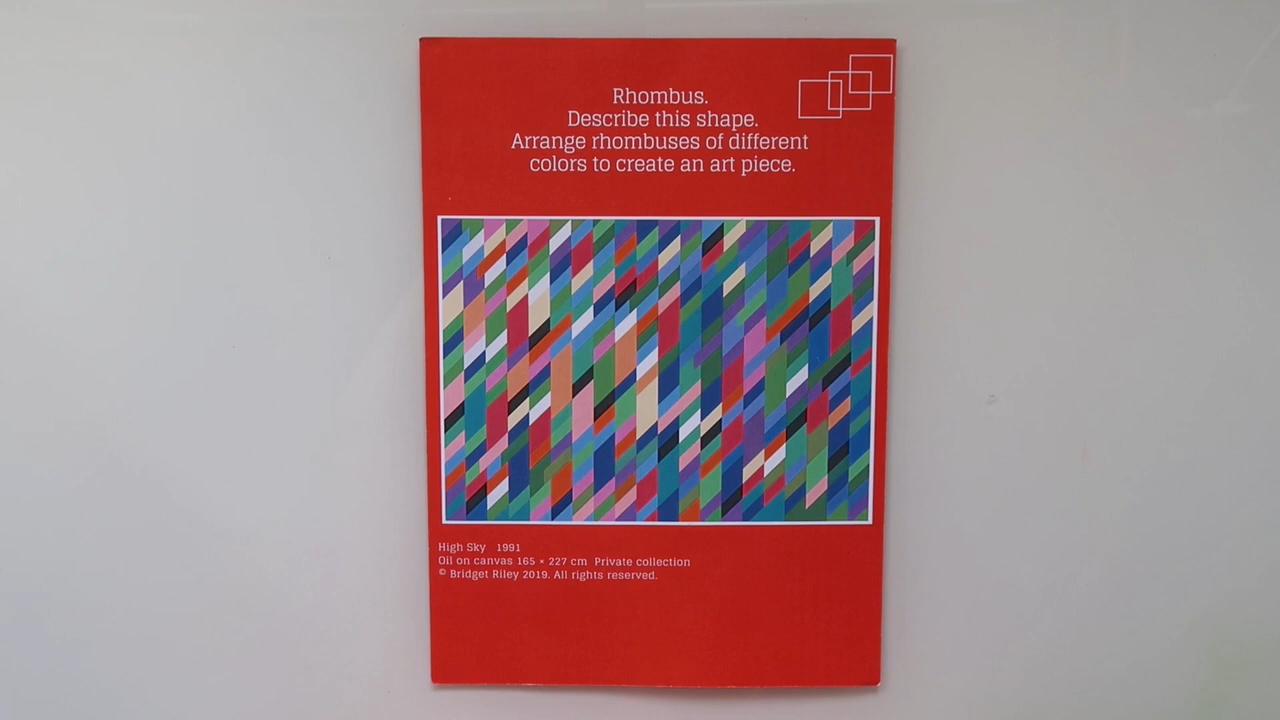 Rhombus.
Describe this shape.
Arrange rhombuses of different
colors to create an art piece.
High Sky 1991
Oil on canvas 165 × 227 cm Private collection
© Bridget Riley 2019. All rights reserved.